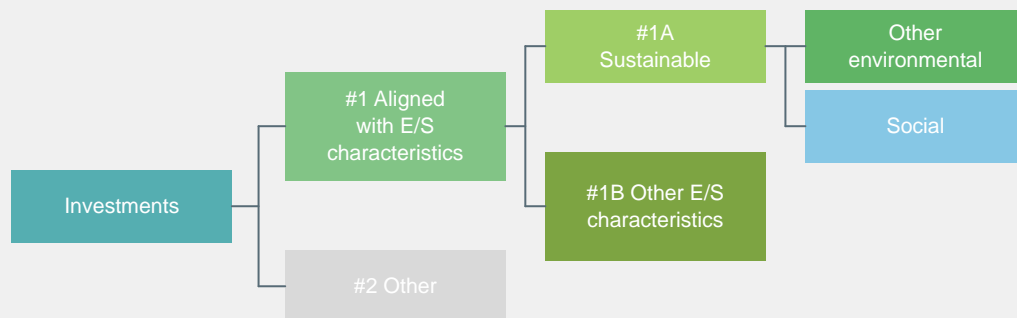 Investments
#1 Aligned
with E/S
characteristics
#2 Other
#1A
Sustainable
#1B Other E/S
characteristics
Other
environmental
Social